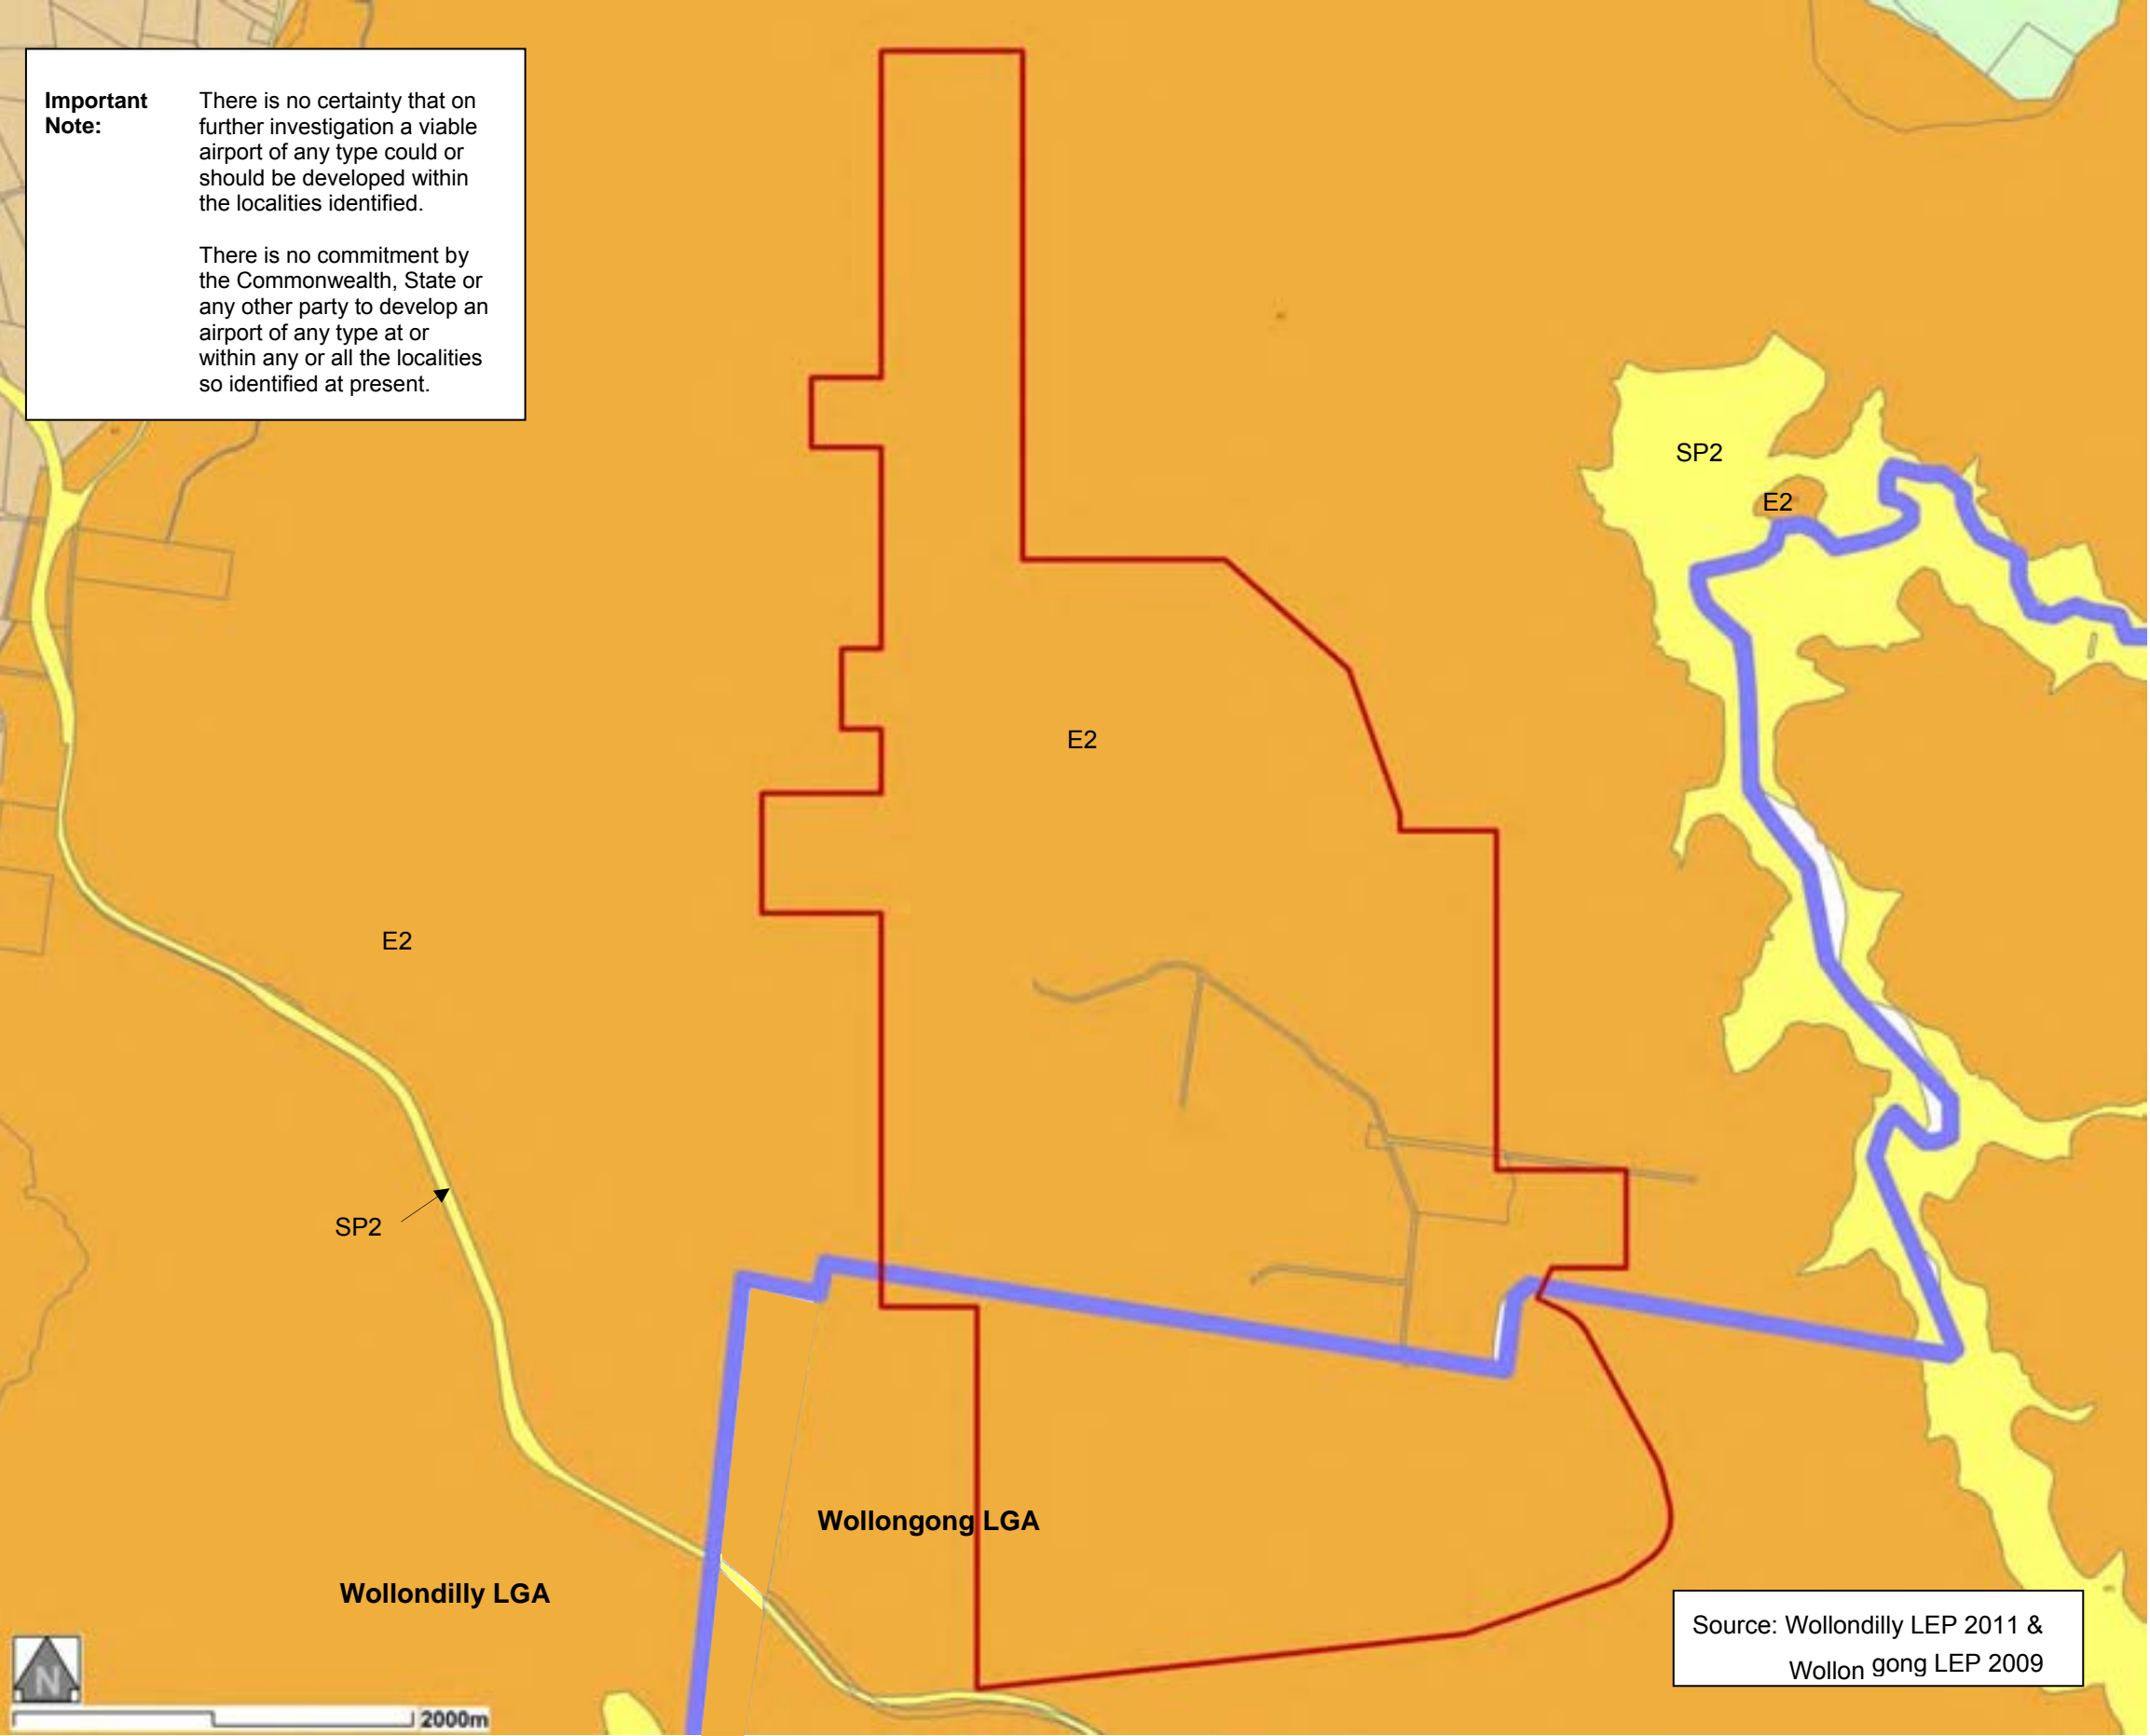 Important
Note:
There is no certainty that on
further investigation a viable
airport of any type could or
should be developed within
the localities identified.
There is no commitment by
the Commonwealth, State or
any other party to develop an
airport of any type at or
within any or all the localities
so identified at present.
SP2
E2
E2
E2
SP2
Wollongong LGA
Wollondilly LGA
Source: Wollondilly LEP 2011 &
Wollon gong LEP 2009
N
2000m